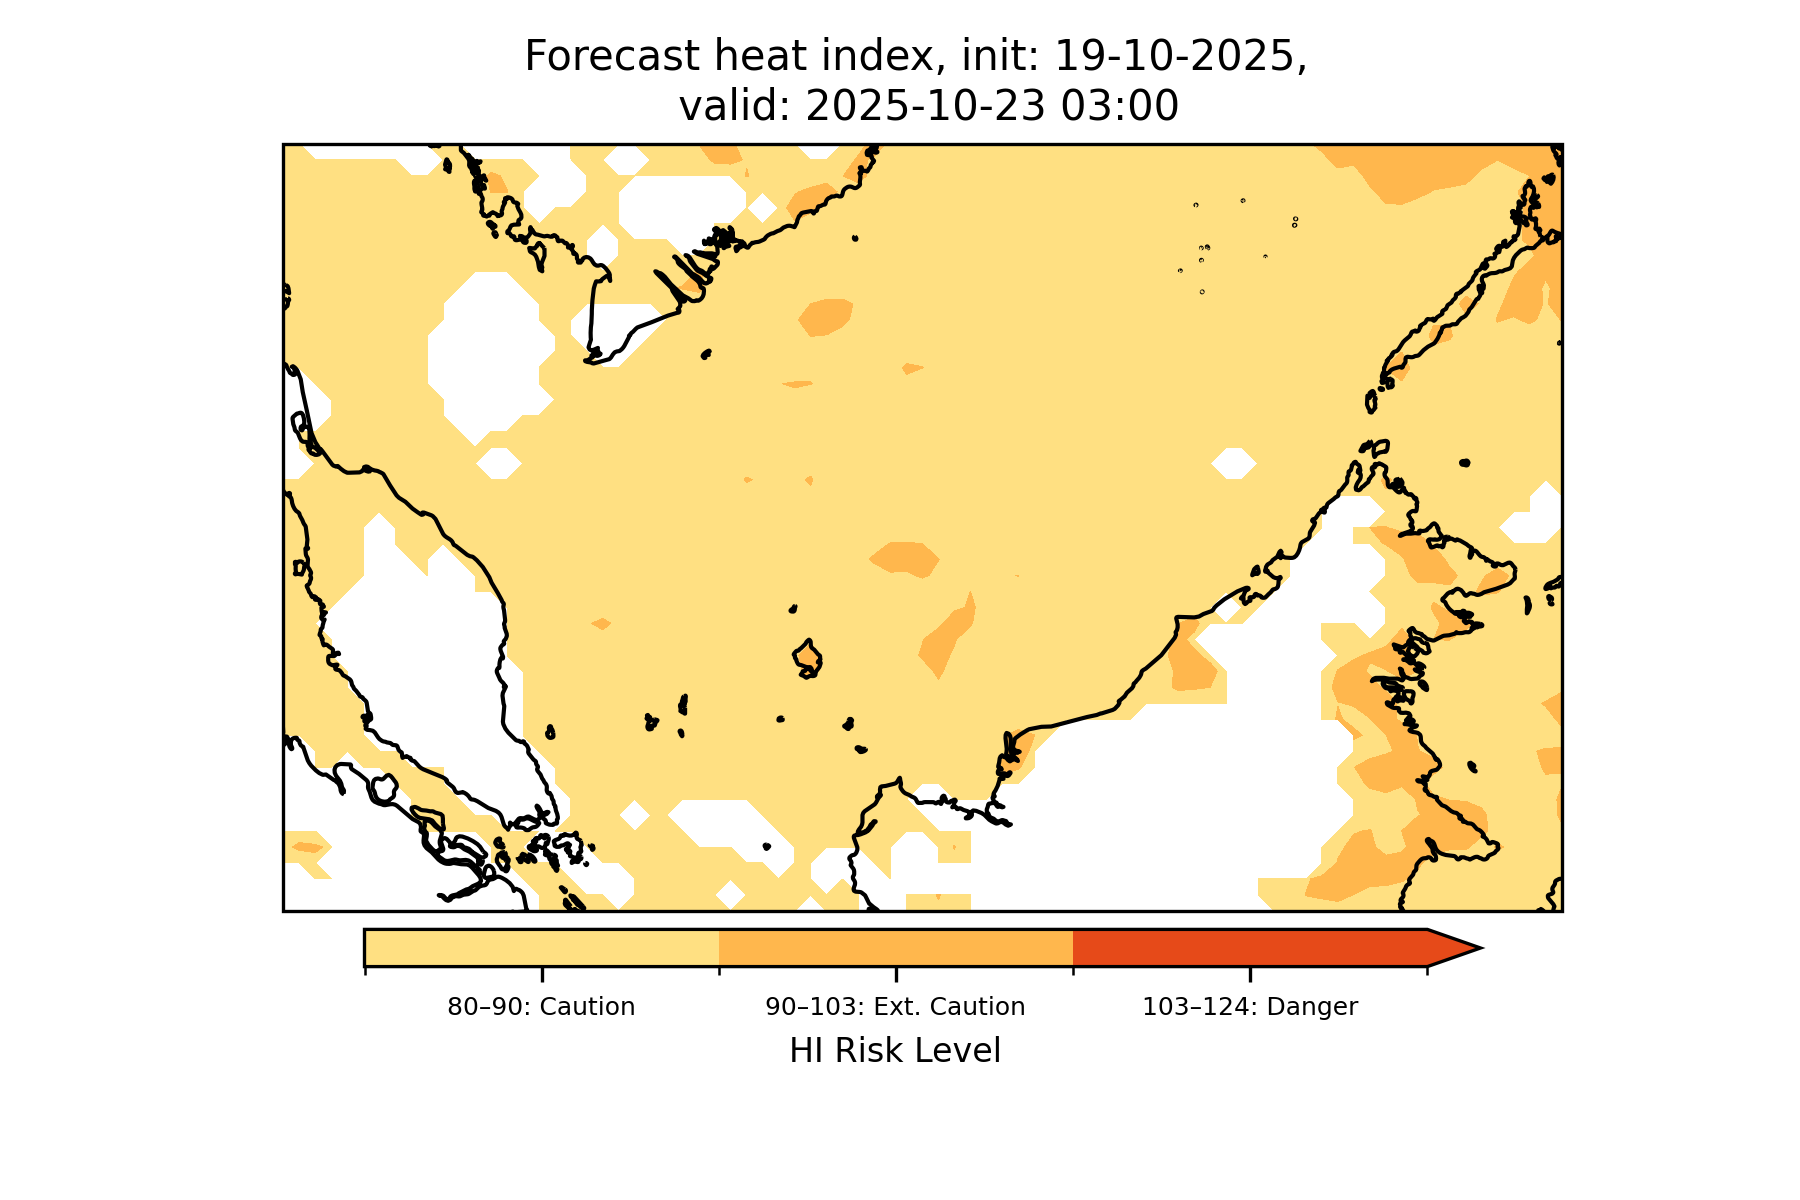 Forecast heat index, init: 19-10-2025,
valid: 2025-10-23 03:00
80–90: Caution
90–103: Ext. Caution
103–124: Danger
HI Risk Level